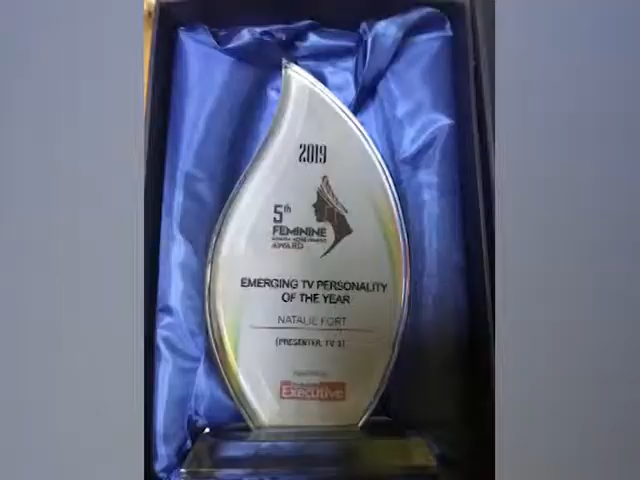 2019
5th
FEMININE
AWARD
EMERGING TV PERSONALITY
OF THE YEAR
NATALIE FORT
(PRESENTER, TV 3)
Executive